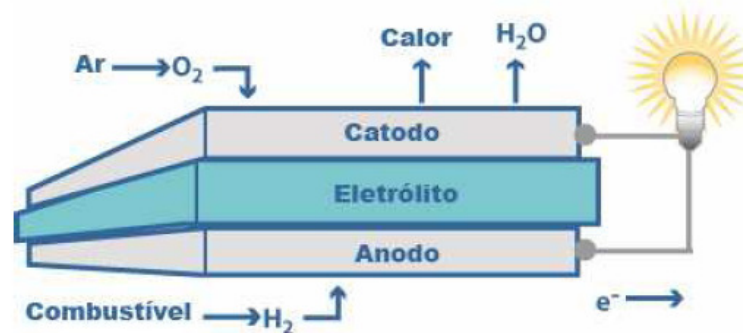 Calor
H₂O
Ar → O₂
Catodo
Eletrólito
Anodo
e⁻ →
Combustível → H₂